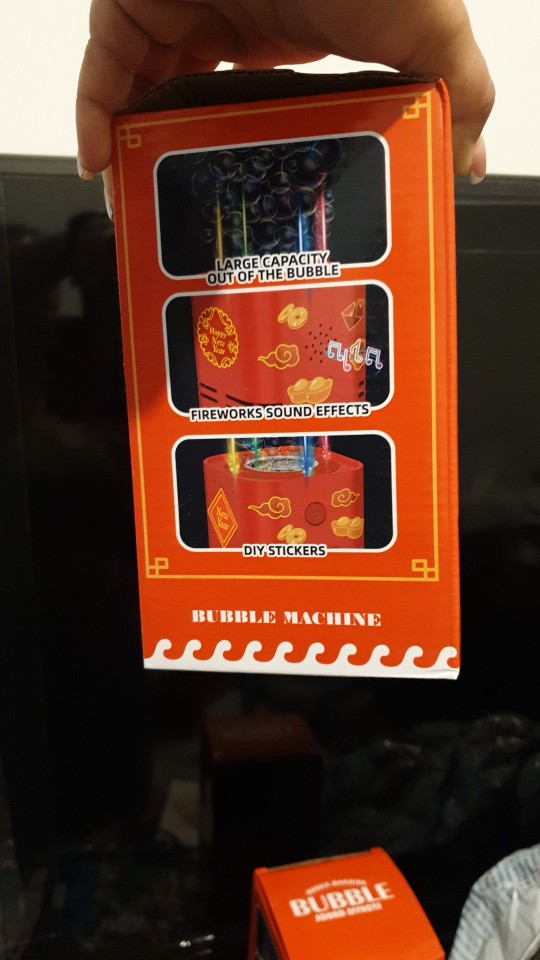 LARGE CAPACITY
OUT OF THE BUBBLE
Happy
New
Year
FIREWORKS SOUND EFFECTS
New
Year
DIY STICKERS
BUBBLE MACHINE
BUBBLE